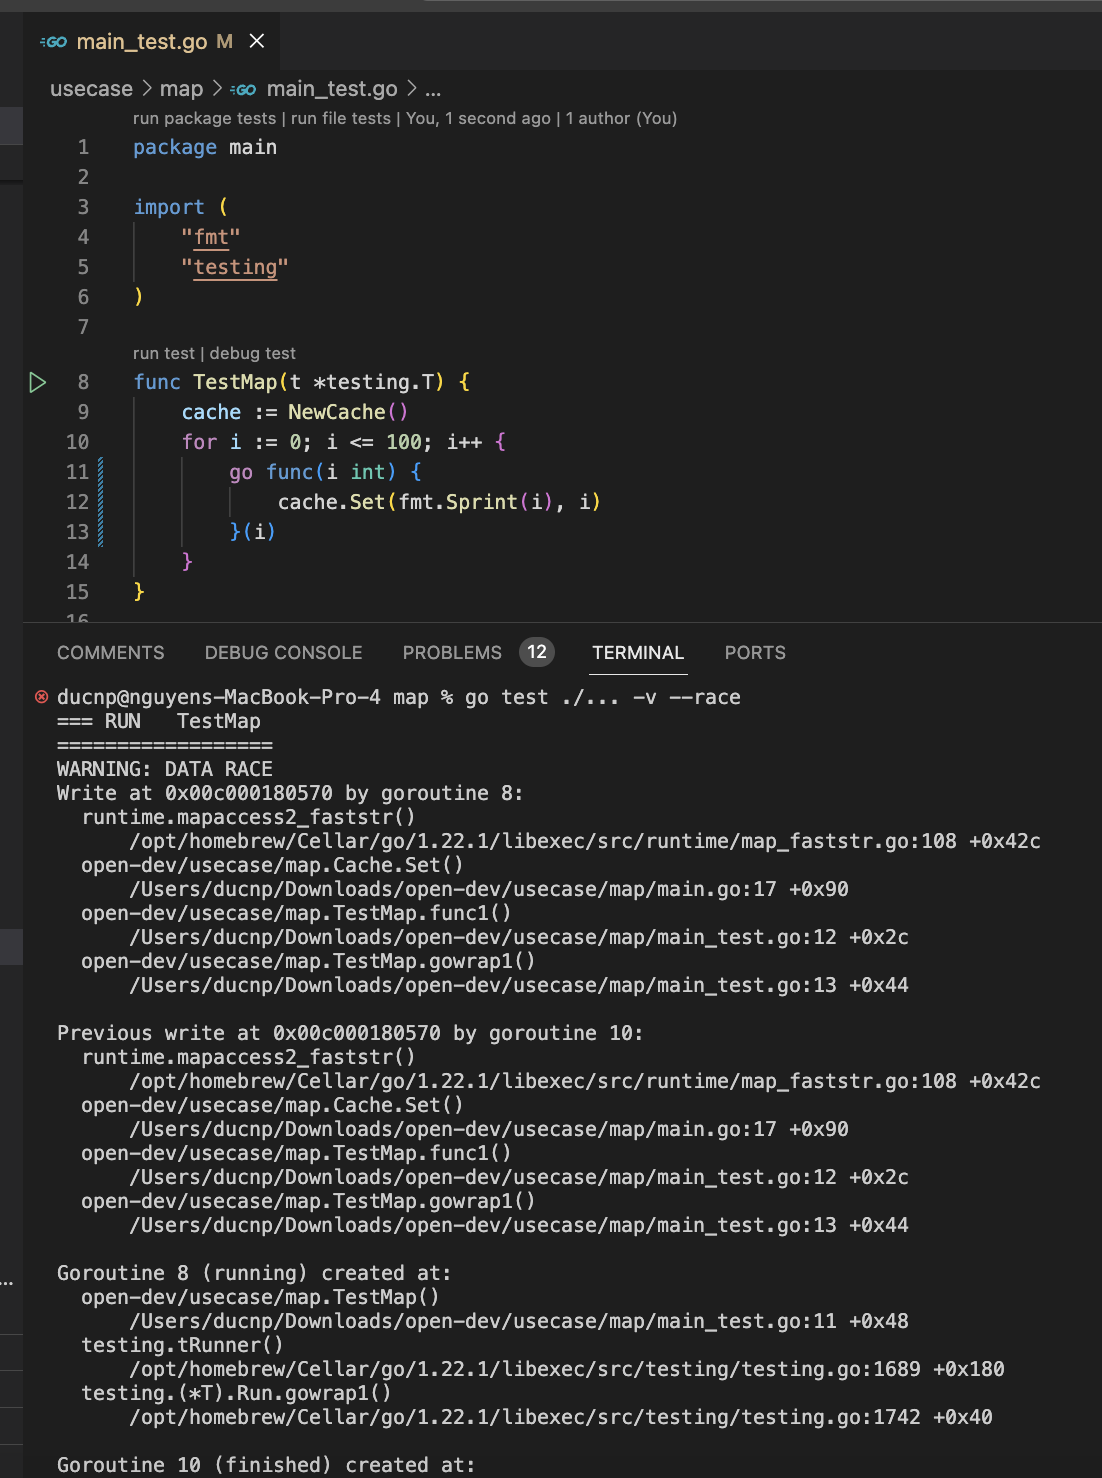 GO main_test.go M ×
usecase > map > GO main_test.go > ...
run package tests | run file tests | You, 1 second ago | 1 author (You)
1 package main
2
3 import (
4 "fmt"
5 "testing"
6 )
7
run test | debug test
8 func TestMap(t *testing.T) {
9 cache := NewCache()
10 for i := 0; i <= 100; i++ {
11 go func(i int) {
12 cache.Set(fmt.Sprint(i), i)
13 }(i)
14 }
15 }
16
COMMENTS DEBUG CONSOLE PROBLEMS 12 TERMINAL PORTS
ducnp@nguyens-MacBook-Pro-4 map % go test ./... -v --race
=== RUN TestMap
==================
WARNING: DATA RACE
Write at 0x00c000180570 by goroutine 8:
runtime.mapaccess2_faststr()
/opt/homebrew/Cellar/go/1.22.1/libexec/src/runtime/map_faststr.go:108 +0x42c
open-dev/usecase/map.Cache.Set()
/Users/ducnp/Downloads/open-dev/usecase/map/main.go:17 +0x90
open-dev/usecase/map.TestMap.func1()
/Users/ducnp/Downloads/open-dev/usecase/map/main_test.go:12 +0x2c
open-dev/usecase/map.TestMap.gowrap1()
/Users/ducnp/Downloads/open-dev/usecase/map/main_test.go:13 +0x44
Previous write at 0x00c000180570 by goroutine 10:
runtime.mapaccess2_faststr()
/opt/homebrew/Cellar/go/1.22.1/libexec/src/runtime/map_faststr.go:108 +0x42c
open-dev/usecase/map.Cache.Set()
/Users/ducnp/Downloads/open-dev/usecase/map/main.go:17 +0x90
open-dev/usecase/map.TestMap.func1()
/Users/ducnp/Downloads/open-dev/usecase/map/main_test.go:12 +0x2c
open-dev/usecase/map.TestMap.gowrap1()
/Users/ducnp/Downloads/open-dev/usecase/map/main_test.go:13 +0x44
Goroutine 8 (running) created at:
open-dev/usecase/map.TestMap()
/Users/ducnp/Downloads/open-dev/usecase/map/main_test.go:11 +0x48
testing.tRunner()
/opt/homebrew/Cellar/go/1.22.1/libexec/src/testing/testing.go:1689 +0x180
testing.(*T).Run.gowrap1()
/opt/homebrew/Cellar/go/1.22.1/libexec/src/testing/testing.go:1742 +0x40
Goroutine 10 (finished) created at: